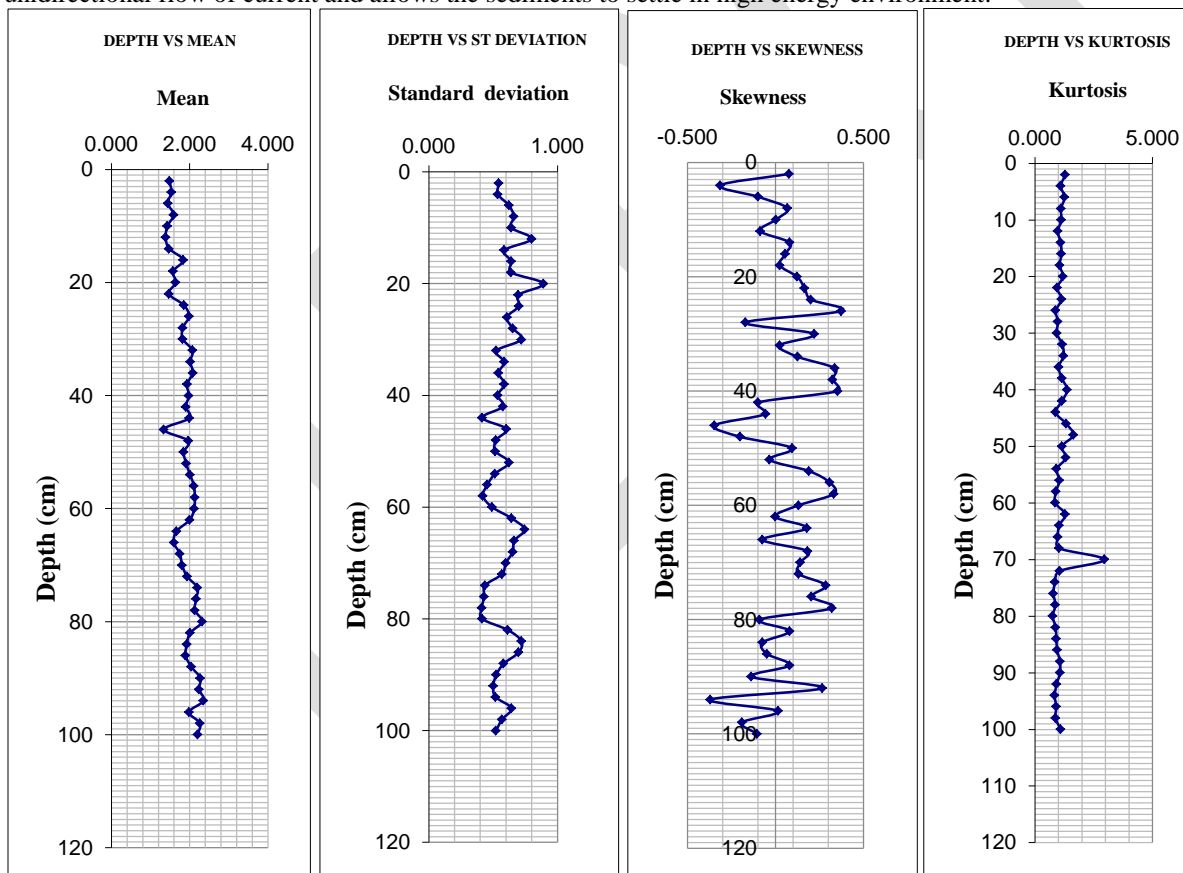 unidirectional flow of current and allows the sediments to settle in high energy environment.
DEPTH VS MEAN
Mean
0.000 2.000 4.000
0
20
40
60
80
100
120
Depth (cm)
DEPTH VS ST DEVIATION
Standard deviation
0.000 1.000
0
20
40
60
80
100
120
Depth (cm)
DEPTH VS SKEWNESS
Skewness
-0.500 0.500
0
20
40
60
80
100
120
Depth (cm)
DEPTH VS KURTOSIS
Kurtosis
0.000 5.000
0
10
20
30
40
50
60
70
80
90
100
110
120
Depth (cm)